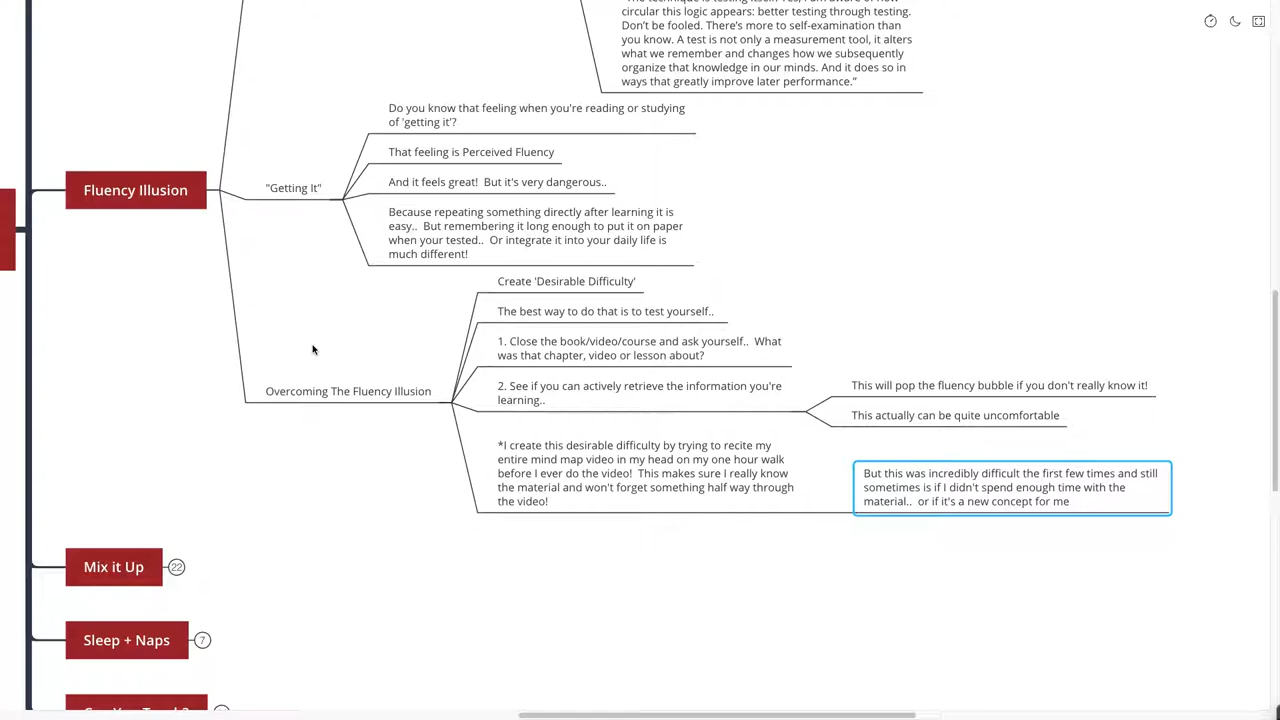 circular this logic appears: better testing through testing.
Don't be fooled. There's more to self-examination than
you know. A test is not only a measurement tool, it alters
what we remember and changes how we subsequently
organize that knowledge in our minds. And it does so in
ways that greatly improve later performance."
Fluency Illusion
"Getting It"
Do you know that feeling when you're reading or studying
of 'getting it'?
That feeling is Perceived Fluency
And it feels great!  But it's very dangerous..
Because repeating something directly after learning it is
easy..  But remembering it long enough to put it on paper
when your tested..  Or integrate it into your daily life is
much different!
Overcoming The Fluency Illusion
Create 'Desirable Difficulty'
The best way to do that is to test yourself..
1. Close the book/video/course and ask yourself..  What
was that chapter, video or lesson about?
2. See if you can actively retrieve the information you're
learning..
This will pop the fluency bubble if you don't really know it!
This actually can be quite uncomfortable
*I create this desirable difficulty by trying to recite my
entire mind map video in my head on my one hour walk
before I ever do the video!  This makes sure I really know
the material and won't forget something half way through
the video!
But this was incredibly difficult the first few times and still
sometimes is if I didn't spend enough time with the
material..  or if it's a new concept for me
Mix it Up
22
Sleep + Naps
7